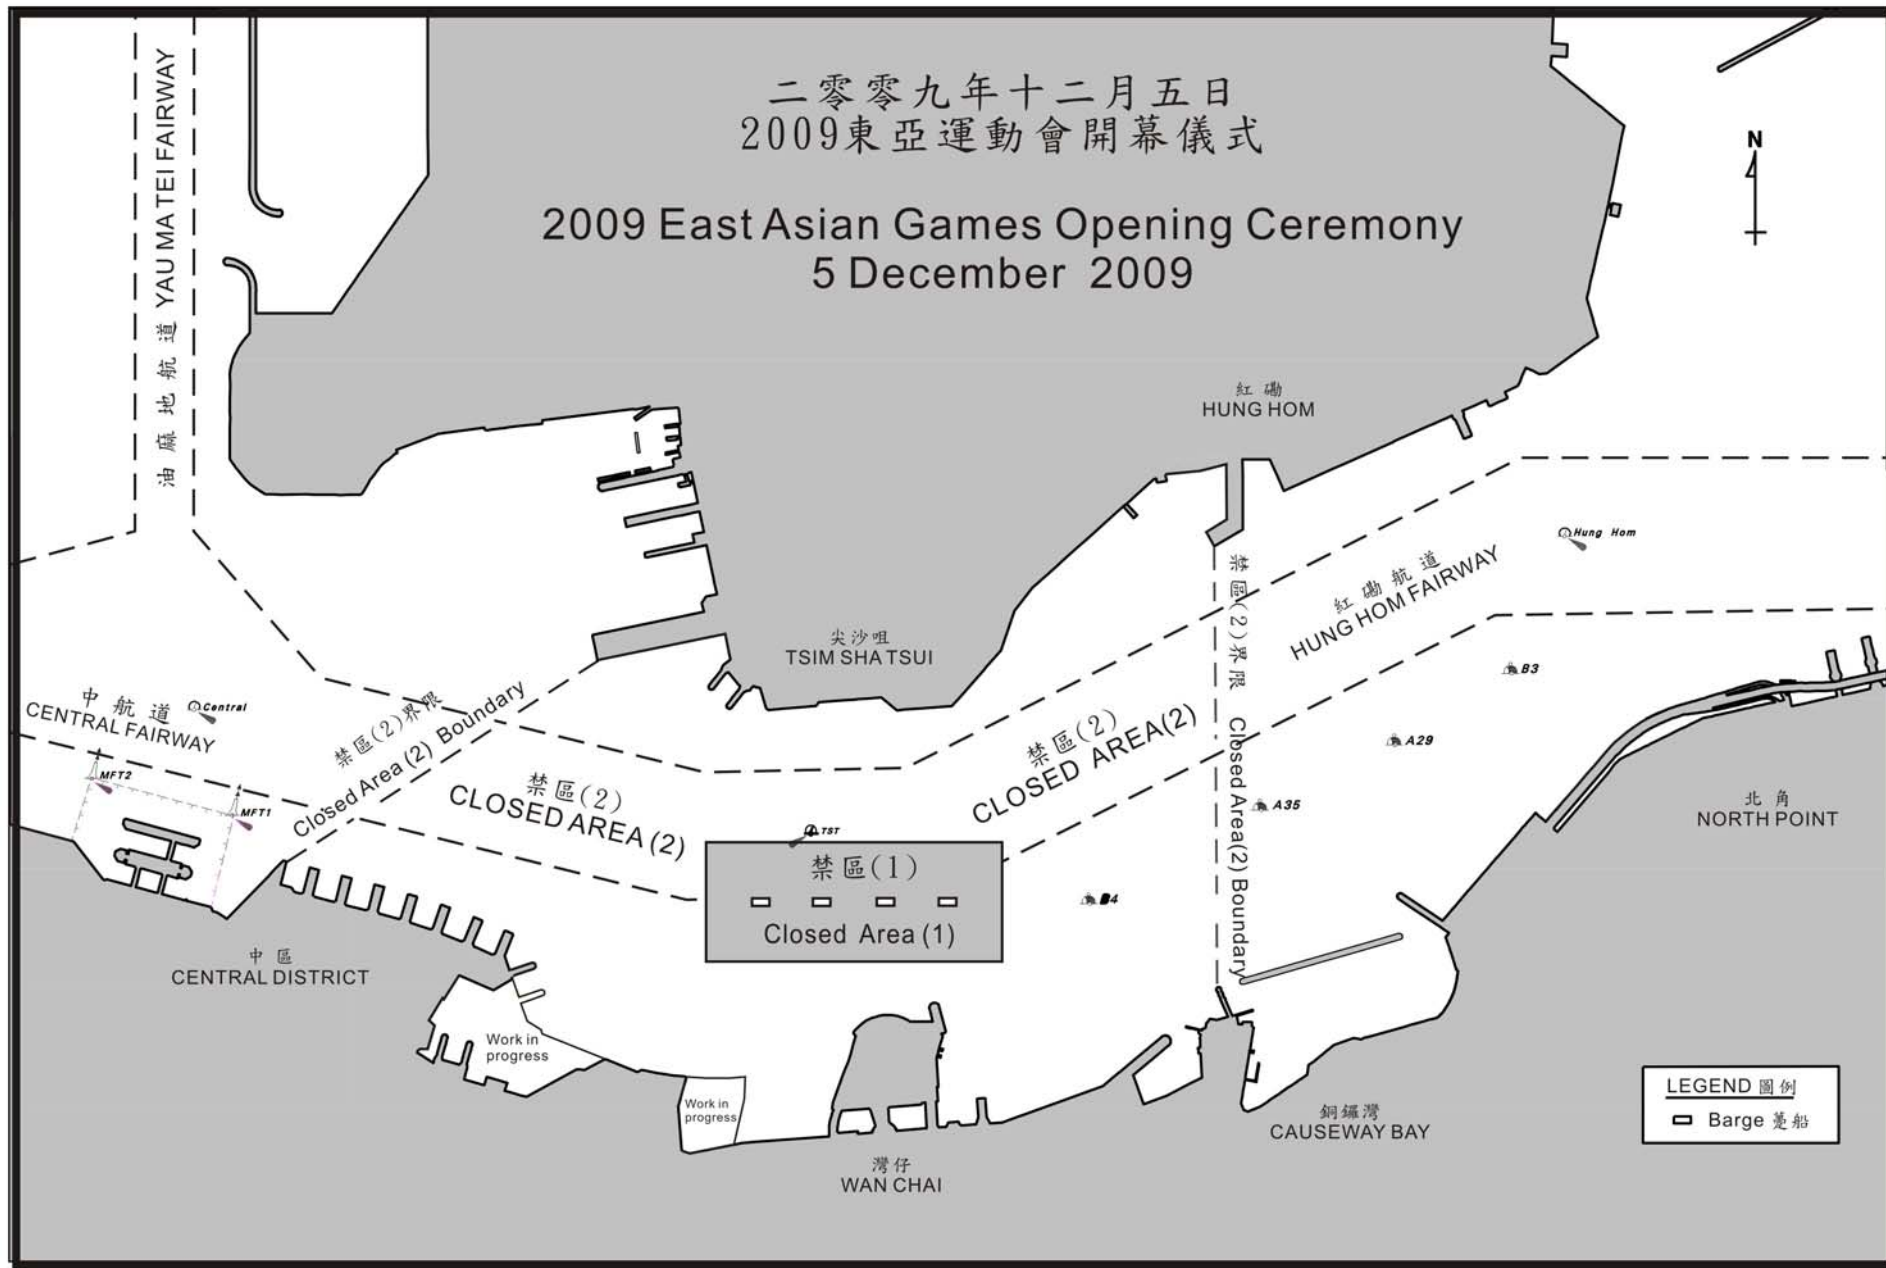 二零零九年十二月五日
2009東亞運動會開幕儀式
2009 East Asian Games Opening Ceremony
5 December 2009
N
油麻地航道 YAU MA TEI FAIRWAY
紅磡
HUNG HOM
Hung Hom
紅磡航道
HUNG HOM FAIRWAY
尖沙咀
TSIM SHA TSUI
B3
中航道
CENTRAL FAIRWAY
Central
禁區(2)界限
Closed Area (2) Boundary
禁區(2)
CLOSED AREA(2)
禁區(2)界限 Closed Area(2) Boundary
A29
MFT2
MFT1
禁區(2)
CLOSED AREA (2)
A35
北角
NORTH POINT
TST
禁區(1)
Closed Area (1)
B4
中區
CENTRAL DISTRICT
Work in
progress
Work in
progress
銅鑼灣
CAUSEWAY BAY
灣仔
WAN CHAI
LEGEND 圖例
Barge 躉船